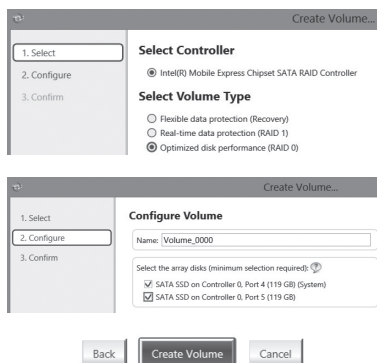 Create Volume...
1. Select
2. Configure
3. Confirm
Select Controller
Intel(R) Mobile Express Chipset SATA RAID Controller
Select Volume Type
Flexible data protection (Recovery)
Real-time data protection (RAID 1)
Optimized disk performance (RAID 0)
Create Volume...
1. Select
2. Configure
3. Confirm
Configure Volume
Name: Volume_0000
Select the array disks (minimum selection required): ?
SATA SSD on Controller 0, Port 4 (119 GB) (System)
SATA SSD on Controller 0, Port 5 (119 GB)
Back
Create Volume
Cancel